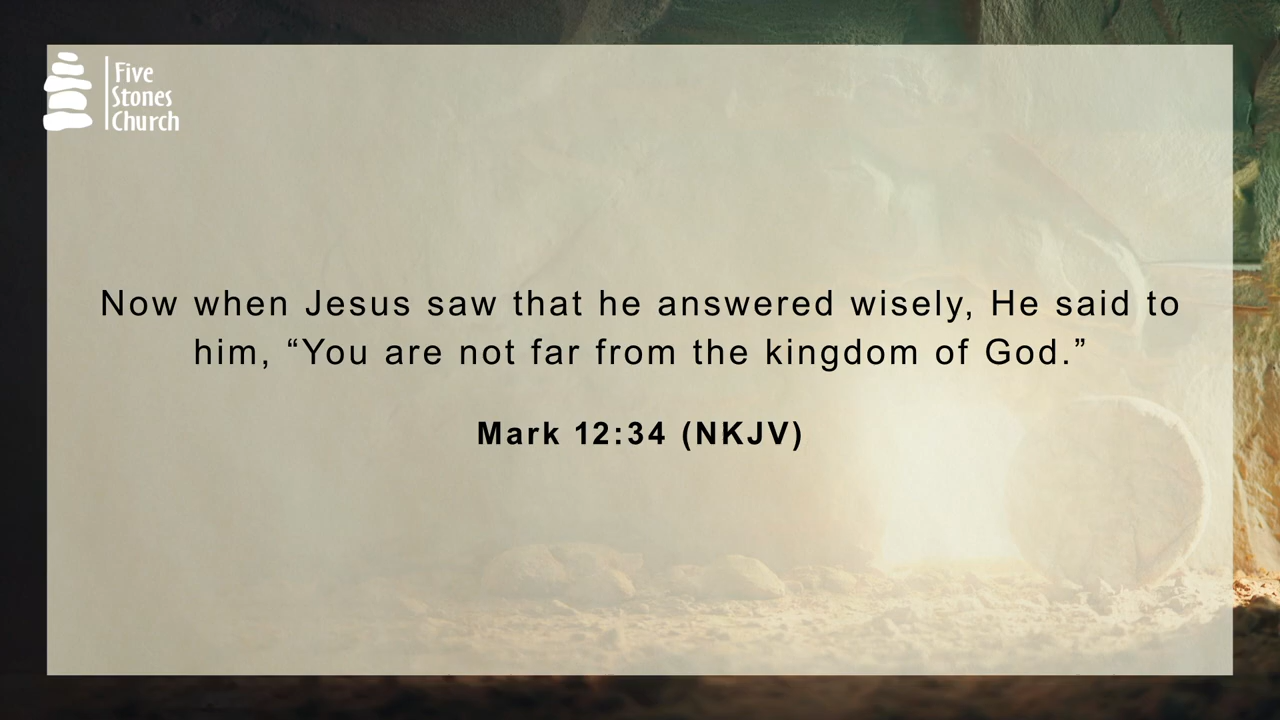 Five
Stones
Church
Now when Jesus saw that he answered wisely, He said to
him, “You are not far from the kingdom of God.”
Mark 12:34 (NKJV)